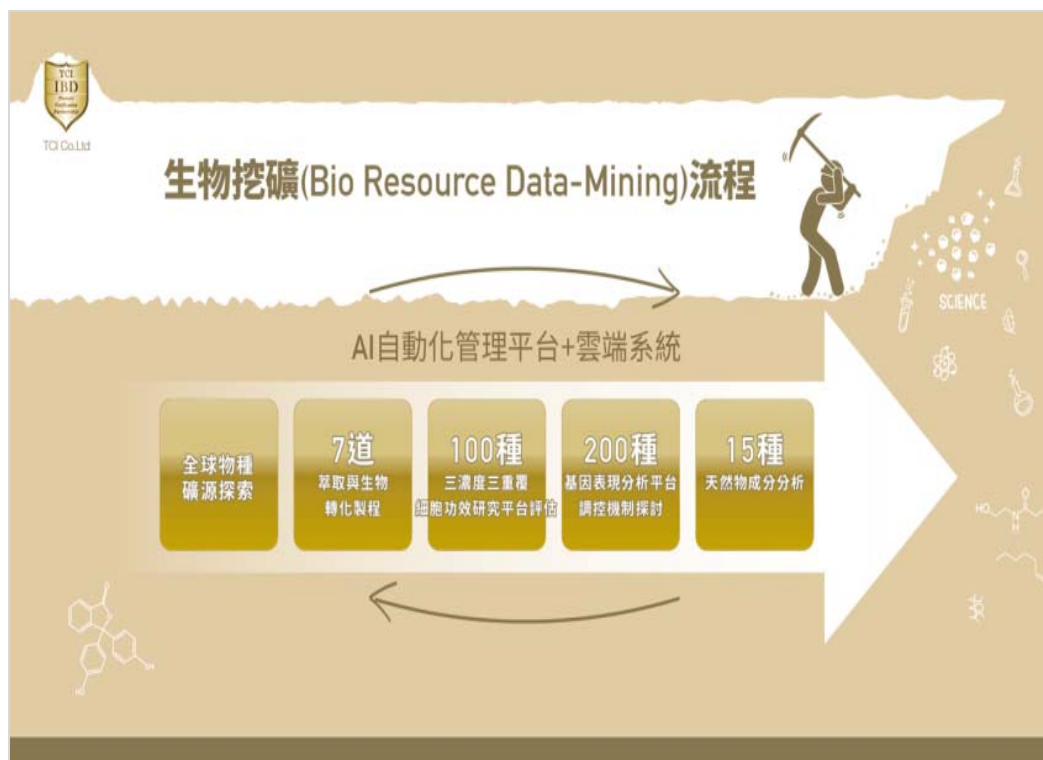 TCI
IBD
TCI Co.Ltd
生物挖礦(Bio Resource Data-Mining)流程
SCIENCE
AI自動化管理平台+雲端系統
全球物種
礦源探索
7道
萃取與生物
轉化製程
100種
三濃度三重覆
細胞功效研究平台評估
200種
基因表現分析平台
調控機制探討
15種
天然物成分分析
HO
N
H
O